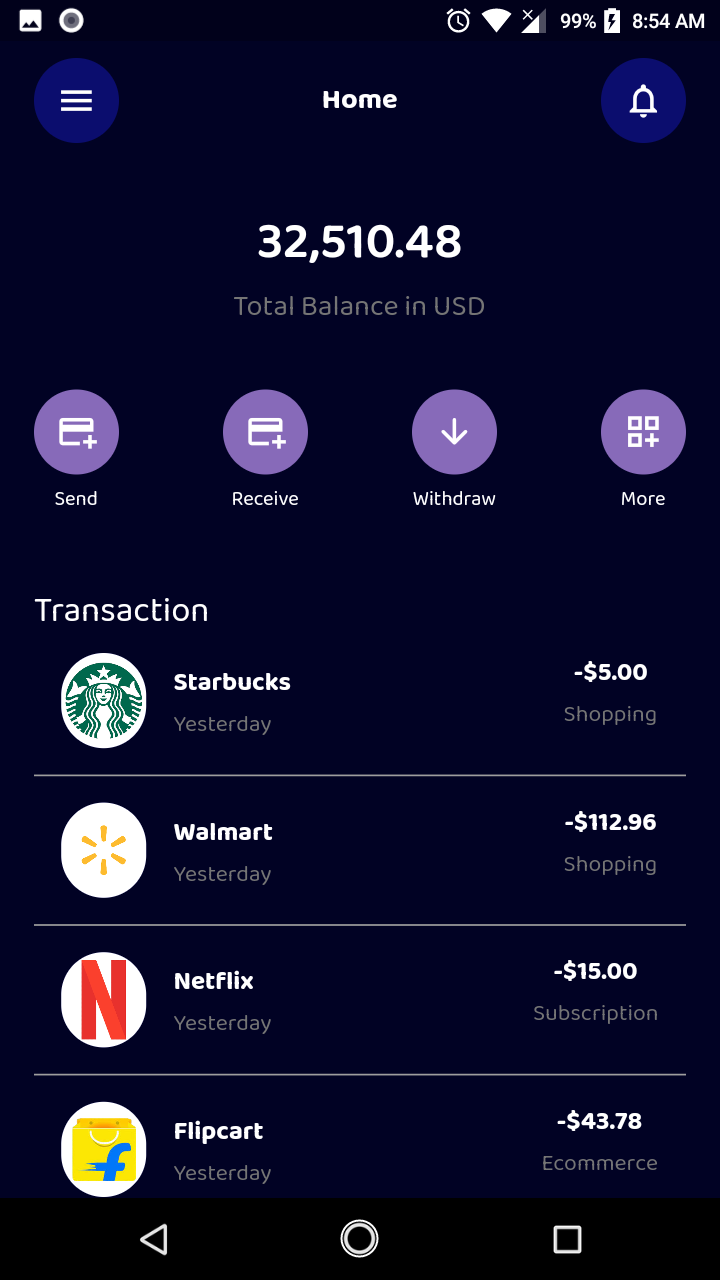 99% 8:54 AM
Home
32,510.48
Total Balance in USD
Send Receive Withdraw More
Transaction
Starbucks -$5.00
Yesterday Shopping
Walmart -$112.96
Yesterday Shopping
Netflix -$15.00
Yesterday Subscription
Flipcart -$43.78
Yesterday Ecommerce